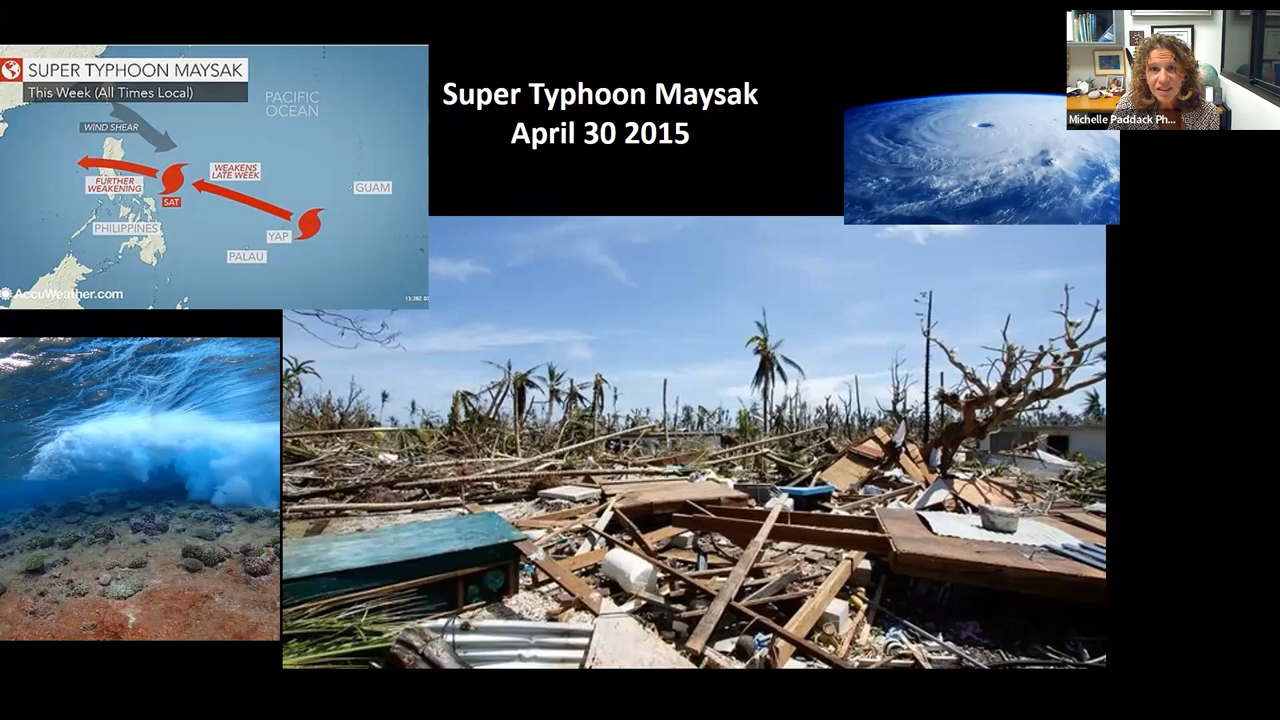 SUPER TYPHOON MAYSAK
This Week (All Times Local)
PACIFIC
OCEAN
WIND SHEAR
WEAKENS
LATE WEEK
FURTHER
WEAKENING
SAT
GUAM
PHILIPPINES
YAP
PALAU
AccuWeather.com
Super Typhoon Maysak
April 30 2015
Michelle Paddack Ph...